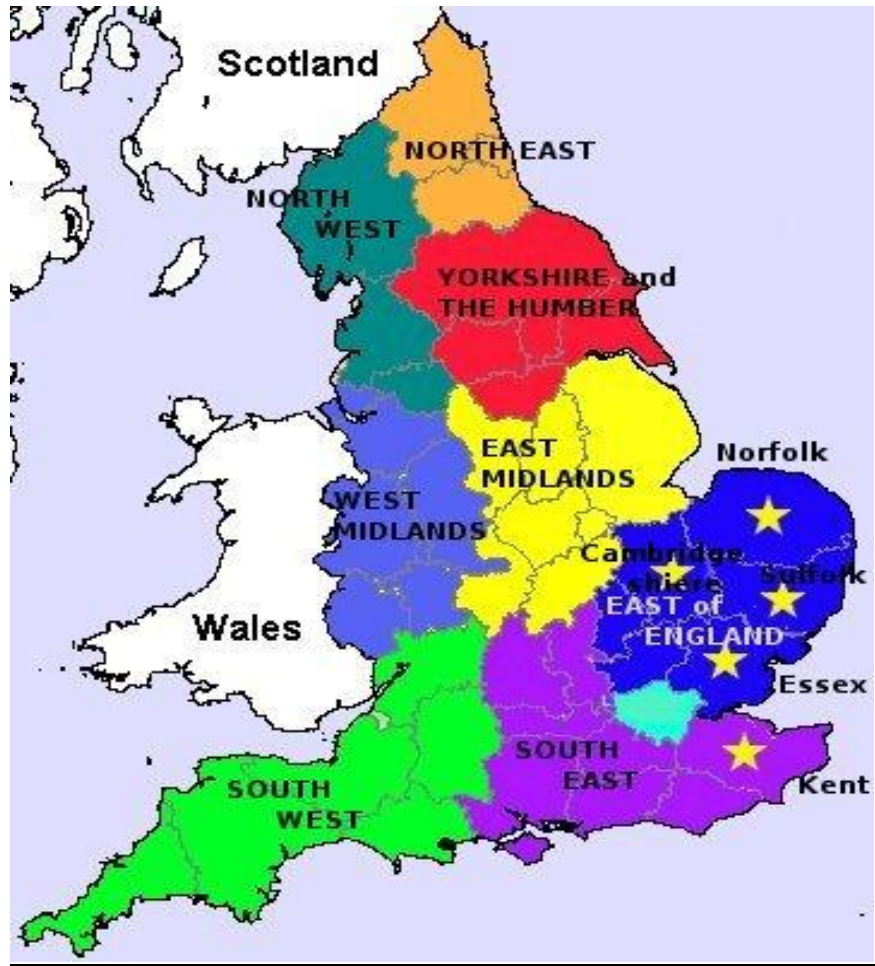 Scotland
NORTH EAST
NORTH
WEST
YORKSHIRE and
THE HUMBER
EAST
MIDLANDS
Norfolk
WEST
MIDLANDS
Cambridge
shiere
Suffolk
EAST of
ENGLAND
Wales
Essex
SOUTH
EAST
Kent
SOUTH
WEST